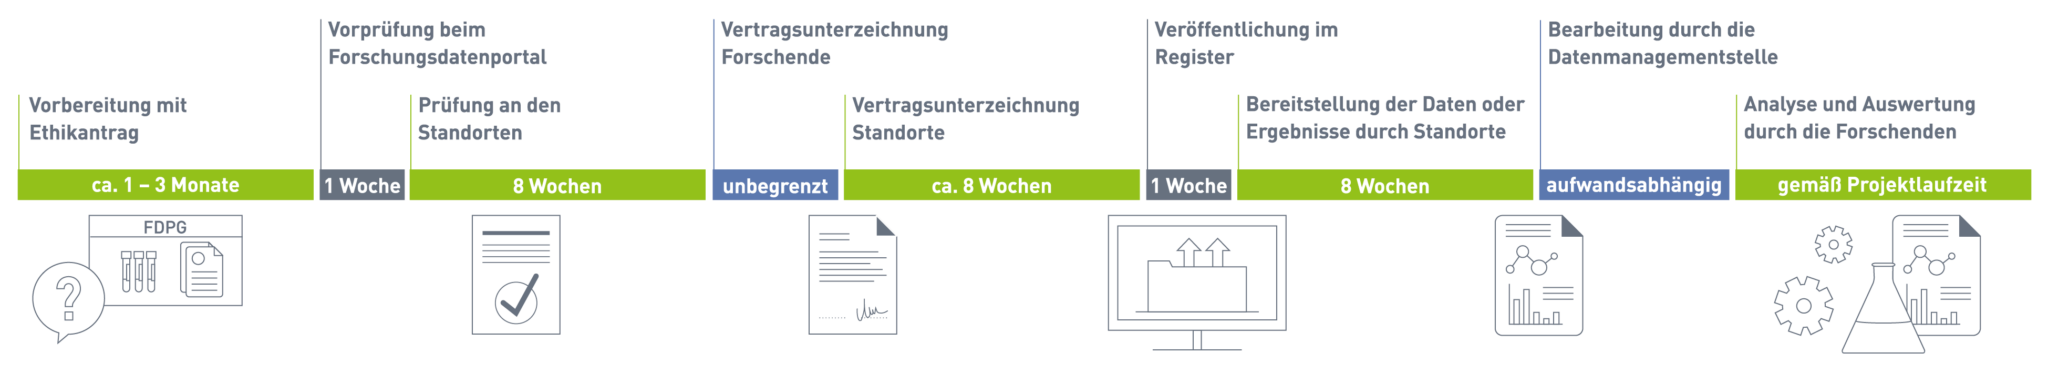 Vorprüfung beim
Forschungsdatenportal
Vertragsunterzeichnung
Forschende
Veröffentlichung im
Register
Bearbeitung durch die
Datenmanagementstelle
Vorbereitung mit
Ethikantrag
Prüfung an den
Standorten
Vertragsunterzeichnung
Standorte
Bereitstellung der Daten oder
Ergebnisse durch Standorte
Analyse und Auswertung
durch die Forschenden
ca. 1 – 3 Monate
1 Woche
8 Wochen
unbegrenzt
ca. 8 Wochen
1 Woche
8 Wochen
aufwandsabhängig
gemäß Projektlaufzeit
FDPG
?